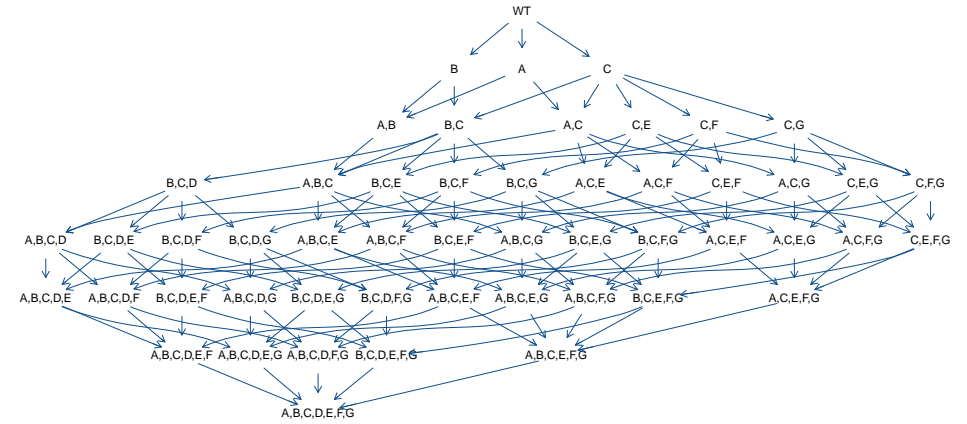 WT
B A C
A,B B,C A,C C,E C,F C,G
B,C,D A,B,C B,C,E B,C,F B,C,G A,C,E A,C,F C,E,F A,C,G C,E,G C,F,G
A,B,C,D B,C,D,E B,C,D,F B,C,D,G A,B,C,E A,B,C,F B,C,E,F A,B,C,G B,C,E,G B,C,F,G A,C,E,F A,C,E,G A,C,F,G C,E,F,G
A,B,C,D,E A,B,C,D,F B,C,D,E,F A,B,C,D,G B,C,D,E,G B,C,D,F,G A,B,C,E,F A,B,C,E,G A,B,C,F,G B,C,E,F,G A,C,E,F,G
A,B,C,D,E,F A,B,C,D,E,G A,B,C,D,F,G B,C,D,E,F,G A,B,C,E,F,G
A,B,C,D,E,F,G